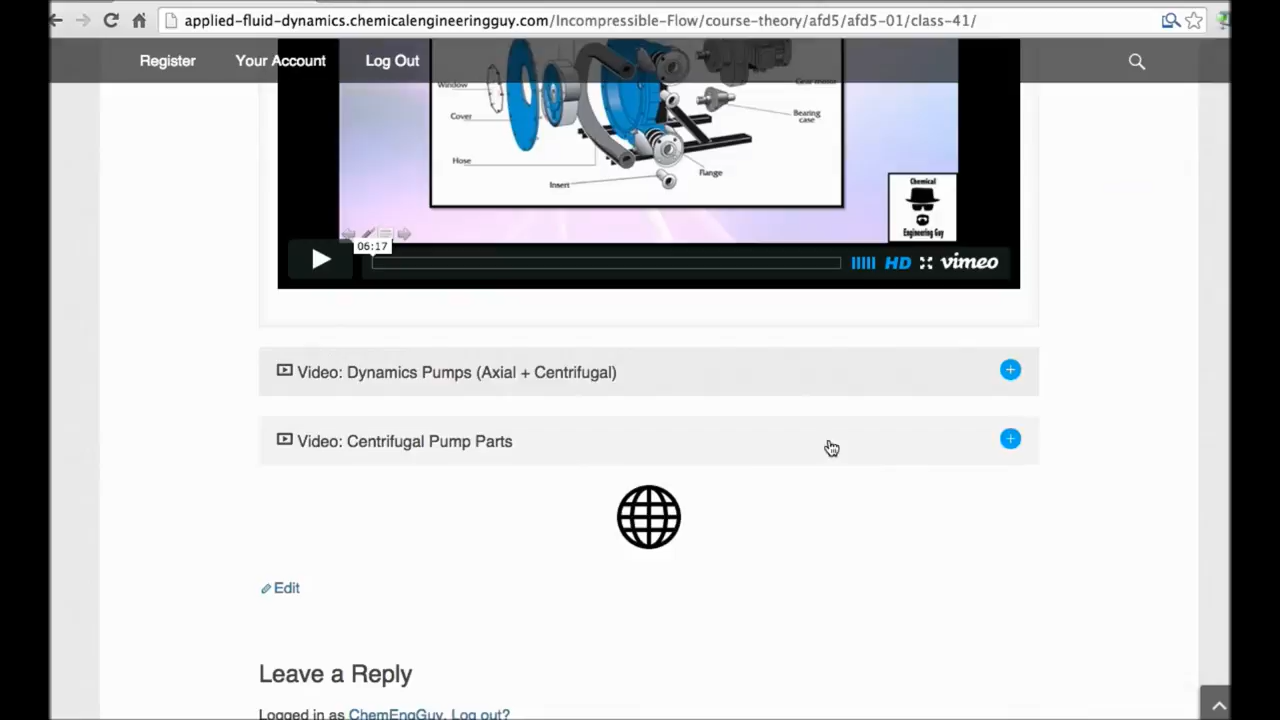 applied-fluid-dynamics.chemicalengineeringguy.com/Incompressible-Flow/course-theory/afd5/afd5-01/class-41/
Register Your Account Log Out
Gear motor
Window
Bearing case
Cover
Hose
Flange
Insert
Chemical
Engineering Guy
06:17
HD vimeo
Video: Dynamics Pumps (Axial + Centrifugal)
Video: Centrifugal Pump Parts
Edit
Leave a Reply
Logged in as ChemEngGuy. Log out?